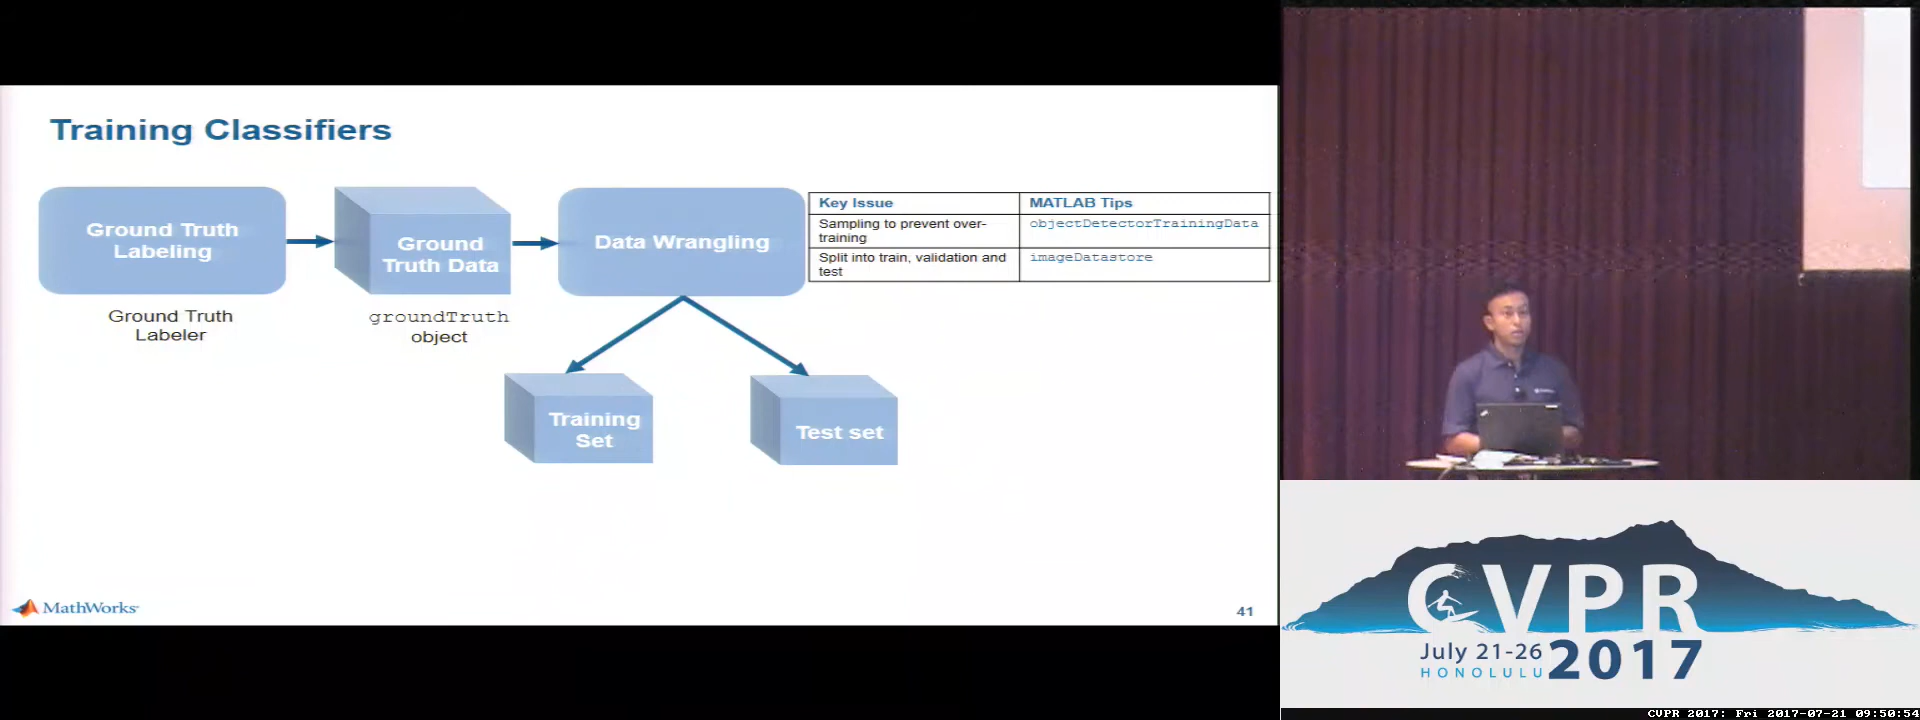 Training Classifiers
Ground Truth
Labeling
Ground
Truth Data
Data Wrangling
Key Issue
MATLAB Tips
Sampling to prevent over-
training
objectDetectorTrainingData
Split into train, validation and
test
imageDatastore
Ground Truth
Labeler
groundTruth
object
Training
Set
Test set
MathWorks
41
CVPR
July 21-26
HONOLULU
2017
CVPR 2017: Fri 2017-07-21 09:50:54